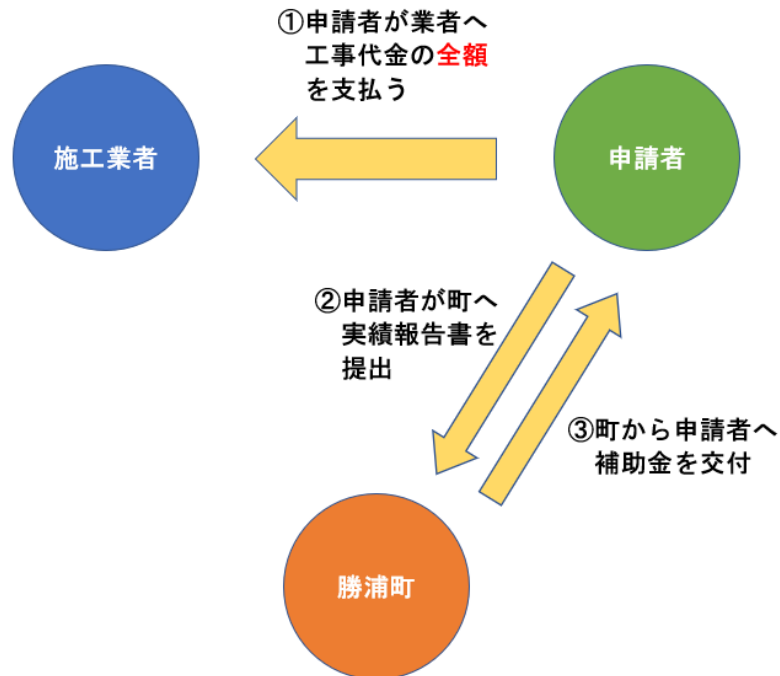 ①申請者が業者へ
工事代金の全額
を支払う
施工業者
申請者
②申請者が町へ
実績報告書を
提出
③町から申請者へ
補助金を交付
勝浦町